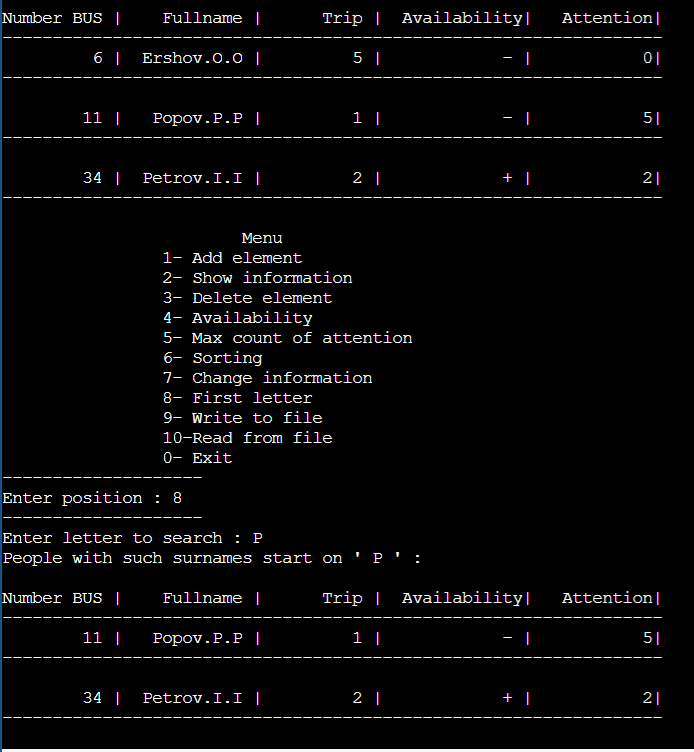 Number BUS |    Fullname |      Trip |  Availability|   Attention|
------------------------------------------------------------------
         6 |  Ershov.O.O |         5 |            - |           0|
------------------------------------------------------------------
        11 |   Popov.P.P |         1 |            - |           5|
------------------------------------------------------------------
        34 |  Petrov.I.I |         2 |            + |           2|
------------------------------------------------------------------
                        Menu
                1- Add element
                2- Show information
                3- Delete element
                4- Availability
                5- Max count of attention
                6- Sorting
                7- Change information
                8- First letter
                9- Write to file
                10-Read from file
                0- Exit
--------------------
Enter position : 8
--------------------
Enter letter to search : P
People with such surnames start on ' P ' :
Number BUS |    Fullname |      Trip |  Availability|   Attention|
------------------------------------------------------------------
        11 |   Popov.P.P |         1 |            - |           5|
------------------------------------------------------------------
        34 |  Petrov.I.I |         2 |            + |           2|
------------------------------------------------------------------